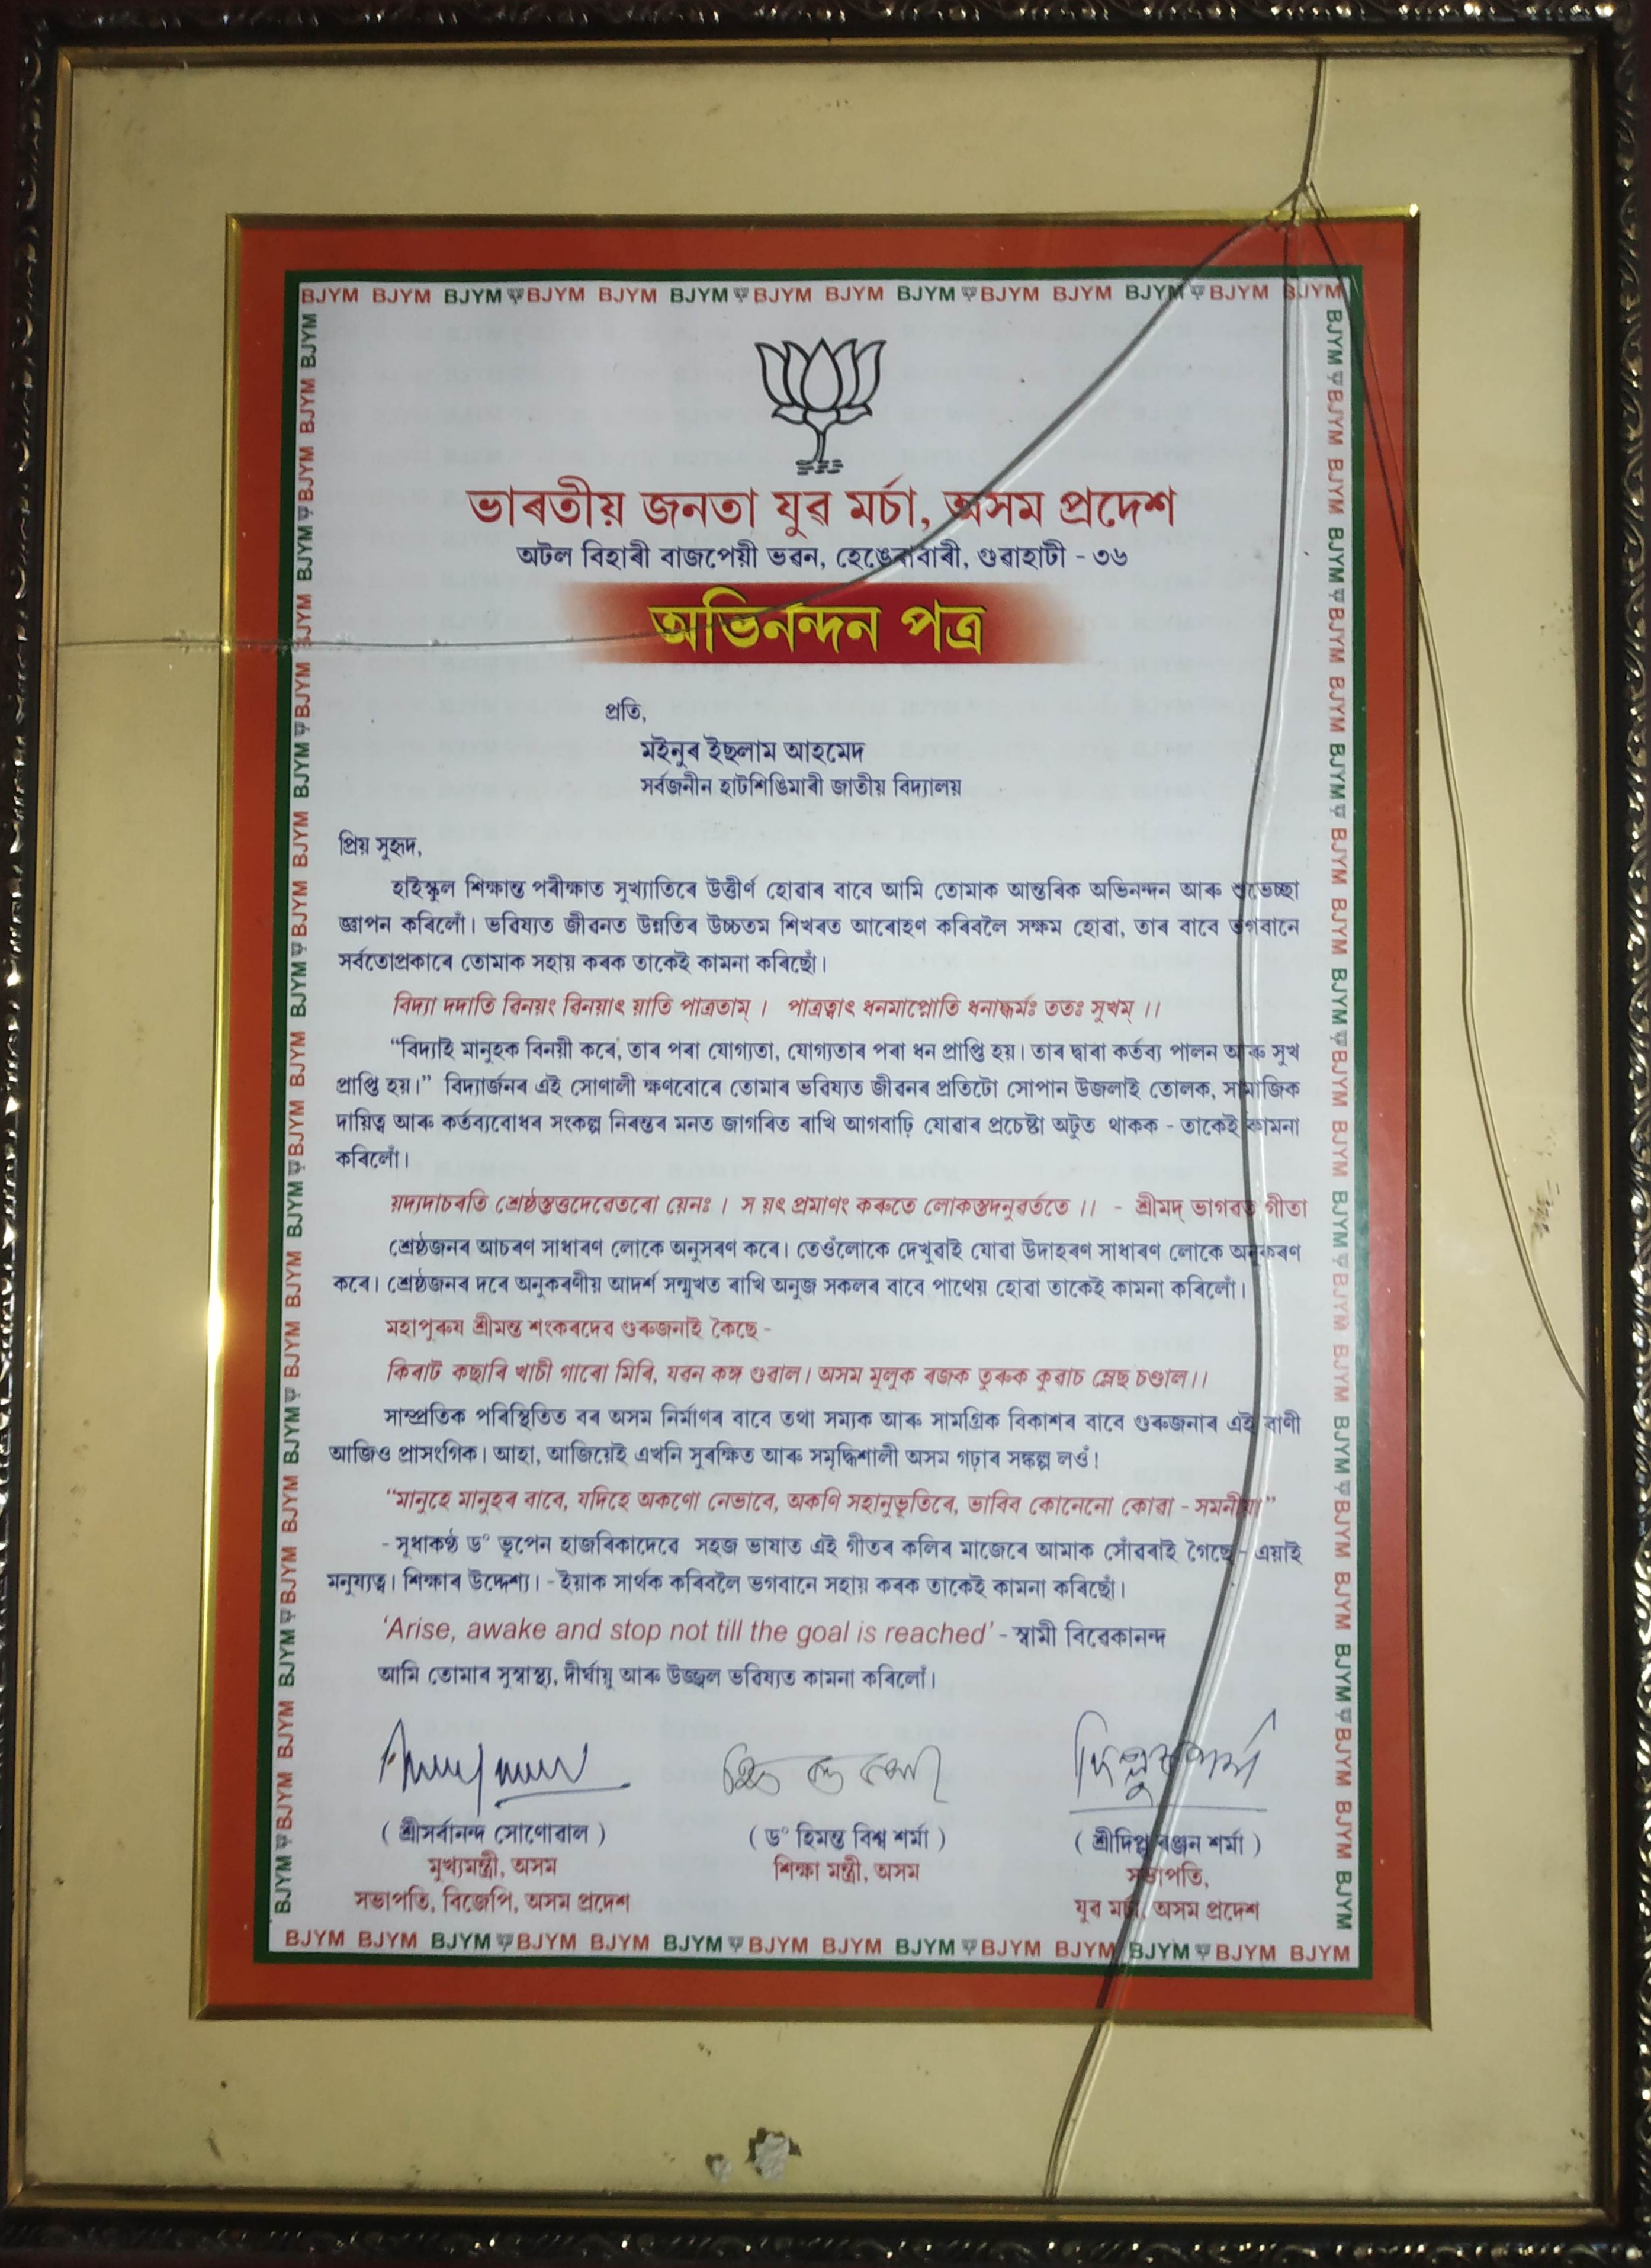 BJYM BJYM BJYM BJYM BJYM BJYM BJYM BJYM BJYM BJYM BJYM BJYM BJYM BJYM
ভাৰতীয় জনতা যুৱ মৰ্চা, অসম প্ৰদেশ
অটল বিহাৰী বাজপেয়ী ভৱন, হেঙেৰাবাৰী, গুৱাহাটী - ৩৬
অভিনন্দন পত্ৰ
প্ৰতি,
মইনুৰ ইছলাম আহমেদ
সৰ্বজনীন হাটশিঙিমাৰী জাতীয় বিদ্যালয়
প্ৰিয় সুহৃদ,
হাইস্কুল শিক্ষান্ত পৰীক্ষাত সুখ্যাতিৰে উত্তীৰ্ণ হোৱাৰ বাবে আমি তোমাক আন্তৰিক অভিনন্দন আৰু শুভেচ্ছা
জ্ঞাপন কৰিলোঁ। ভৱিষ্যত জীৱনত উন্নতিৰ উচ্চতম শিখৰত আৰোহণ কৰিবলৈ সক্ষম হোৱা, তাৰ বাবে ভগবানে
সৰ্বতোপ্ৰকাৰে তোমাক সহায় কৰক তাকেই কামনা কৰিছোঁ।
বিদ্যা দদাতি ৱিনয়ং ৱিনয়াৎ য়াতি পাত্ৰতাম্ । পাত্ৰত্বাৎ ধনমাপ্নোতি ধনাদ্ধৰ্মঃ ততঃ সুখম্ ।।
“বিদ্যাই মানুহক বিনয়ী কৰে, তাৰ পৰা যোগ্যতা, যোগ্যতাৰ পৰা ধন প্ৰাপ্তি হয়। তাৰ দ্বাৰা কৰ্তব্য পালন আৰু সুখ
প্ৰাপ্তি হয়।” বিদ্যাৰ্জনৰ এই সোণালী ক্ষণবোৰে তোমাৰ ভৱিষ্যত জীৱনৰ প্ৰতিটো সোপান উজলাই তোলক, সামাজিক
দায়িত্ব আৰু কৰ্তব্যবোধৰ সংকল্প নিৰন্তৰ মনত জাগৰিত ৰাখি আগবাঢ়ি যোৱাৰ প্ৰচেষ্টা অটুত থাকক - তাকেই কামনা
কৰিলোঁ।
য়দ্যদাচৰতি শ্ৰেষ্ঠস্তত্তদেৱেতৰো য়েনঃ । স য়ৎ প্ৰমাণং কৰুতে লোকস্তদনুৱৰ্ততে ।। - শ্ৰীমদ্ ভাগৱত গীতা
শ্ৰেষ্ঠজনৰ আচৰণ সাধাৰণ লোকে অনুসৰণ কৰে। তেওঁলোকে দেখুৱাই যোৱা উদাহৰণ সাধাৰণ লোকে অনুকৰণ
কৰে। শ্ৰেষ্ঠজনৰ দৰে অনুকৰণীয় আদৰ্শ সন্মুখত ৰাখি অনুজ সকলৰ বাবে পাথেয় হোৱা তাকেই কামনা কৰিলোঁ।
মহাপুৰুষ শ্ৰীমন্ত শংকৰদেৱ গুৰুজনাই কৈছে -
কিৰাট কছাৰি খাচী গাৰো মিৰি, যৱন কঙ্ক গুৱাল। অসম মূলুক ৰজক তুৰুক কুৱাচ ম্লেছ চণ্ডাল।।
সাম্প্ৰতিক পৰিস্থিতিত বৰ অসম নিৰ্মাণৰ বাবে তথা সম্যক আৰু সামগ্ৰিক বিকাশৰ বাবে গুৰুজনাৰ এই বাণী
আজিও প্ৰাসংগিক। আহা, আজিয়েই এখনি সুৰক্ষিত আৰু সমৃদ্ধিশালী অসম গঢ়াৰ সঙ্কল্প লওঁ!
“মানুহে মানুহৰ বাবে, যদিহে অকণো নেভাবে, অকণি সহানুভূতিৰে, ভাবিব কোনেনো কোৱা - সমনীয়া”
- সুধাকণ্ঠ ড° ভূপেন হাজৰিকাদেৱে সহজ ভাষাত এই গীতৰ কলিৰ মাজেৰে আমাক সোঁৱৰাই গৈছে - এয়াই
মনুষ্যত্ব। শিক্ষাৰ উদ্দেশ্য। - ইয়াক সাৰ্থক কৰিবলৈ ভগবানে সহায় কৰক তাকেই কামনা কৰিছোঁ।
‘Arise, awake and stop not till the goal is reached’ - স্বামী বিবেকানন্দ
আমি তোমাৰ সুস্বাস্থ্য, দীৰ্ঘায়ু আৰু উজ্জ্বল ভৱিষ্যত কামনা কৰিলোঁ।
( শ্ৰীসৰ্বানন্দ সোণোৱাল ) ( ড° হিমন্ত বিশ্ব শৰ্মা ) ( শ্ৰীদিপ্লু ৰঞ্জন শৰ্মা )
মুখ্যমন্ত্ৰী, অসম শিক্ষা মন্ত্ৰী, অসম সভাপতি,
সভাপতি, বিজেপি, অসম প্ৰদেশ যুৱ মৰ্চা, অসম প্ৰদেশ
BJYM BJYM BJYM BJYM BJYM BJYM BJYM BJYM BJYM BJYM BJYM BJYM BJYM BJYM